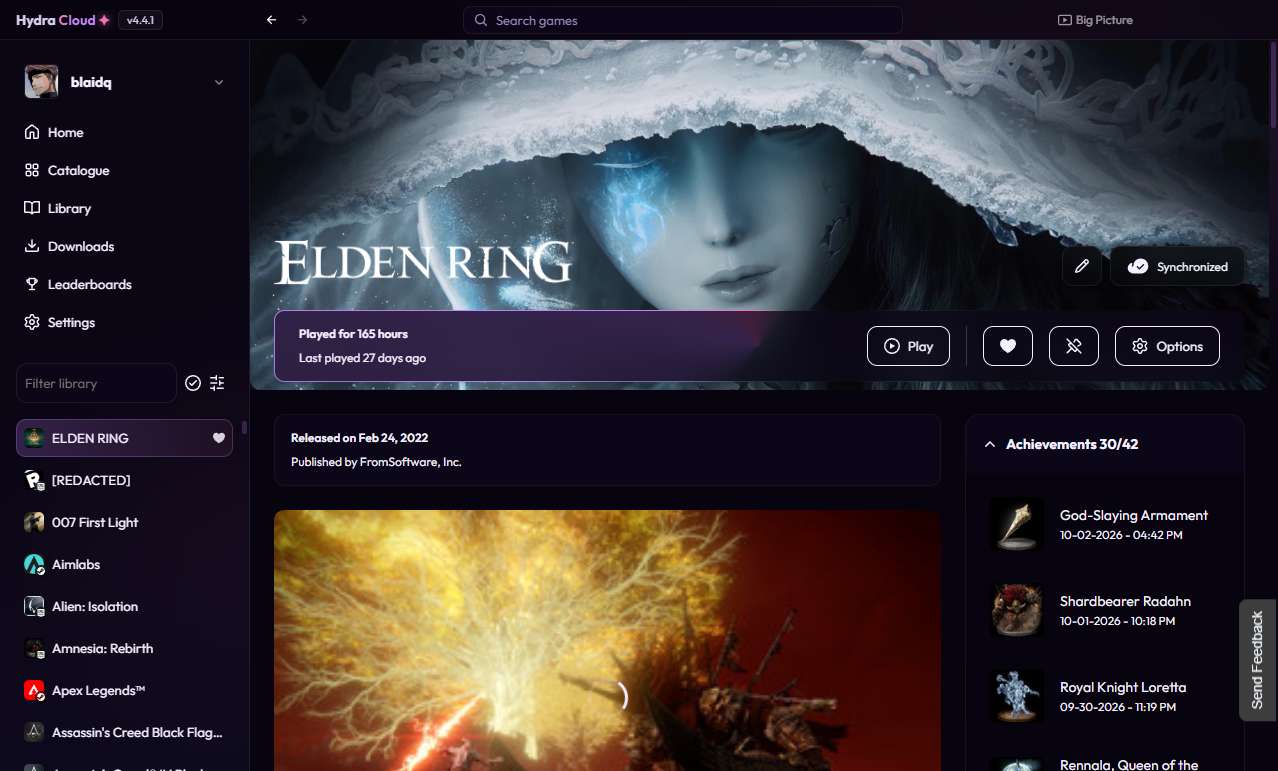 Hydra Cloud
v4.4.1
Search games
Big Picture
blaidq
Home
Catalogue
Library
Downloads
Leaderboards
Settings
Filter library
ELDEN RING
[REDACTED]
007 First Light
Aimlabs
Alien: Isolation
Amnesia: Rebirth
Apex Legends™
Assassin's Creed Black Flag...
ELDEN RING
Synchronized
Played for 165 hours
Last played 27 days ago
Play
Options
Released on Feb 24, 2022
Published by FromSoftware, Inc.
Achievements 30/42
God-Slaying Armament
10-02-2026 - 04:42 PM
Shardbearer Radahn
10-01-2026 - 10:18 PM
Royal Knight Loretta
09-30-2026 - 11:19 PM
Rennala, Queen of the
Send Feedback